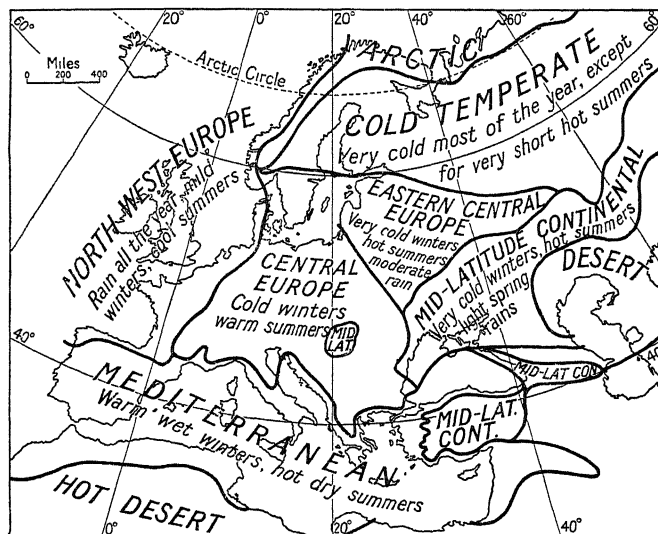 60°
0°
20°
40°
60°
Miles
0 200 400
Arctic Circle
ARCTIC
COLD TEMPERATE
Very cold most of the year, except
for very short hot summers
NORTH WEST EUROPE
Rain all the year, mild
winters, cool summers
EASTERN CENTRAL
EUROPE
Very cold winters
hot summers
moderate
rain
MID-LATITUDE CONTINENTAL
Very cold winters, hot summers
light spring
rains
DESERT
CENTRAL
EUROPE
Cold winters
warm summers
MID
LAT.
40°
40°
MID-LAT CON.
MID-LAT.
CONT.
MEDITERRANEAN
Warm wet winters, hot dry summers
HOT DESERT
0°
20°
40°